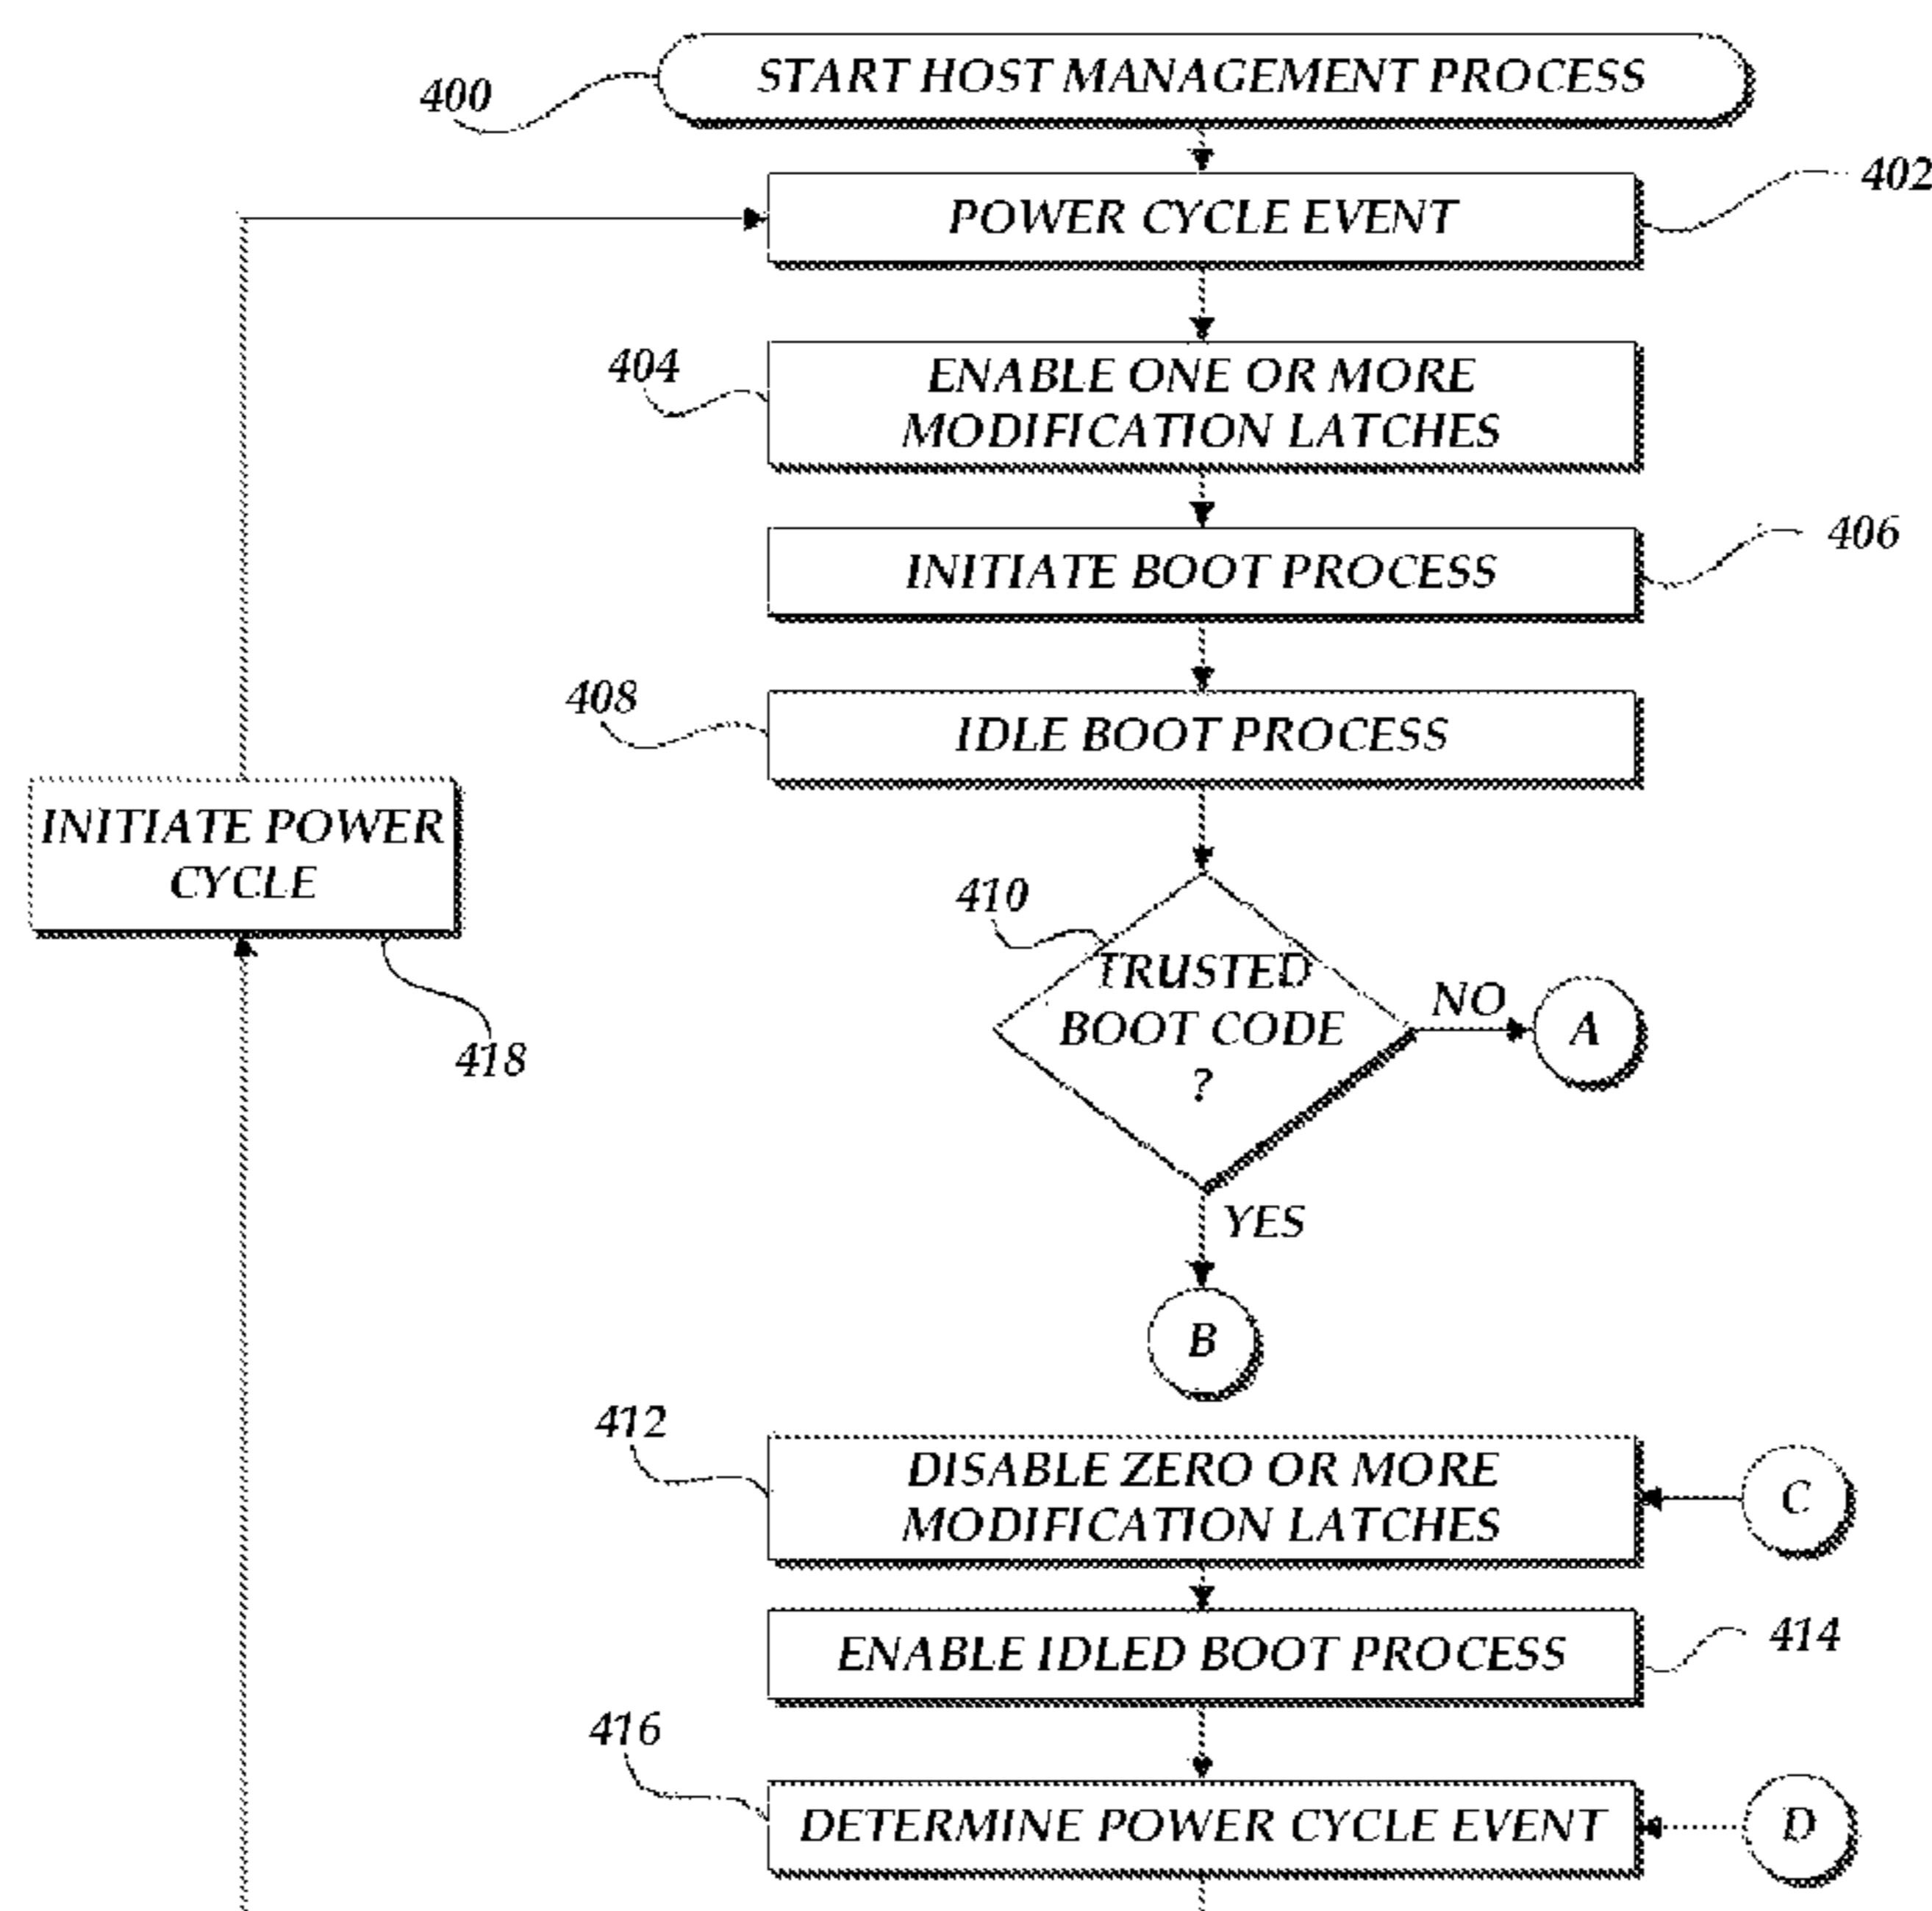 400
START HOST MANAGEMENT PROCESS
402
POWER CYCLE EVENT
404
ENABLE ONE OR MORE
MODIFICATION LATCHES
406
INITIATE BOOT PROCESS
408
IDLE BOOT PROCESS
INITIATE POWER
CYCLE
418
410
TRUSTED
BOOT CODE
?
NO
A
YES
B
412
DISABLE ZERO OR MORE
MODIFICATION LATCHES
C
ENABLE IDLED BOOT PROCESS
414
416
DETERMINE POWER CYCLE EVENT
D